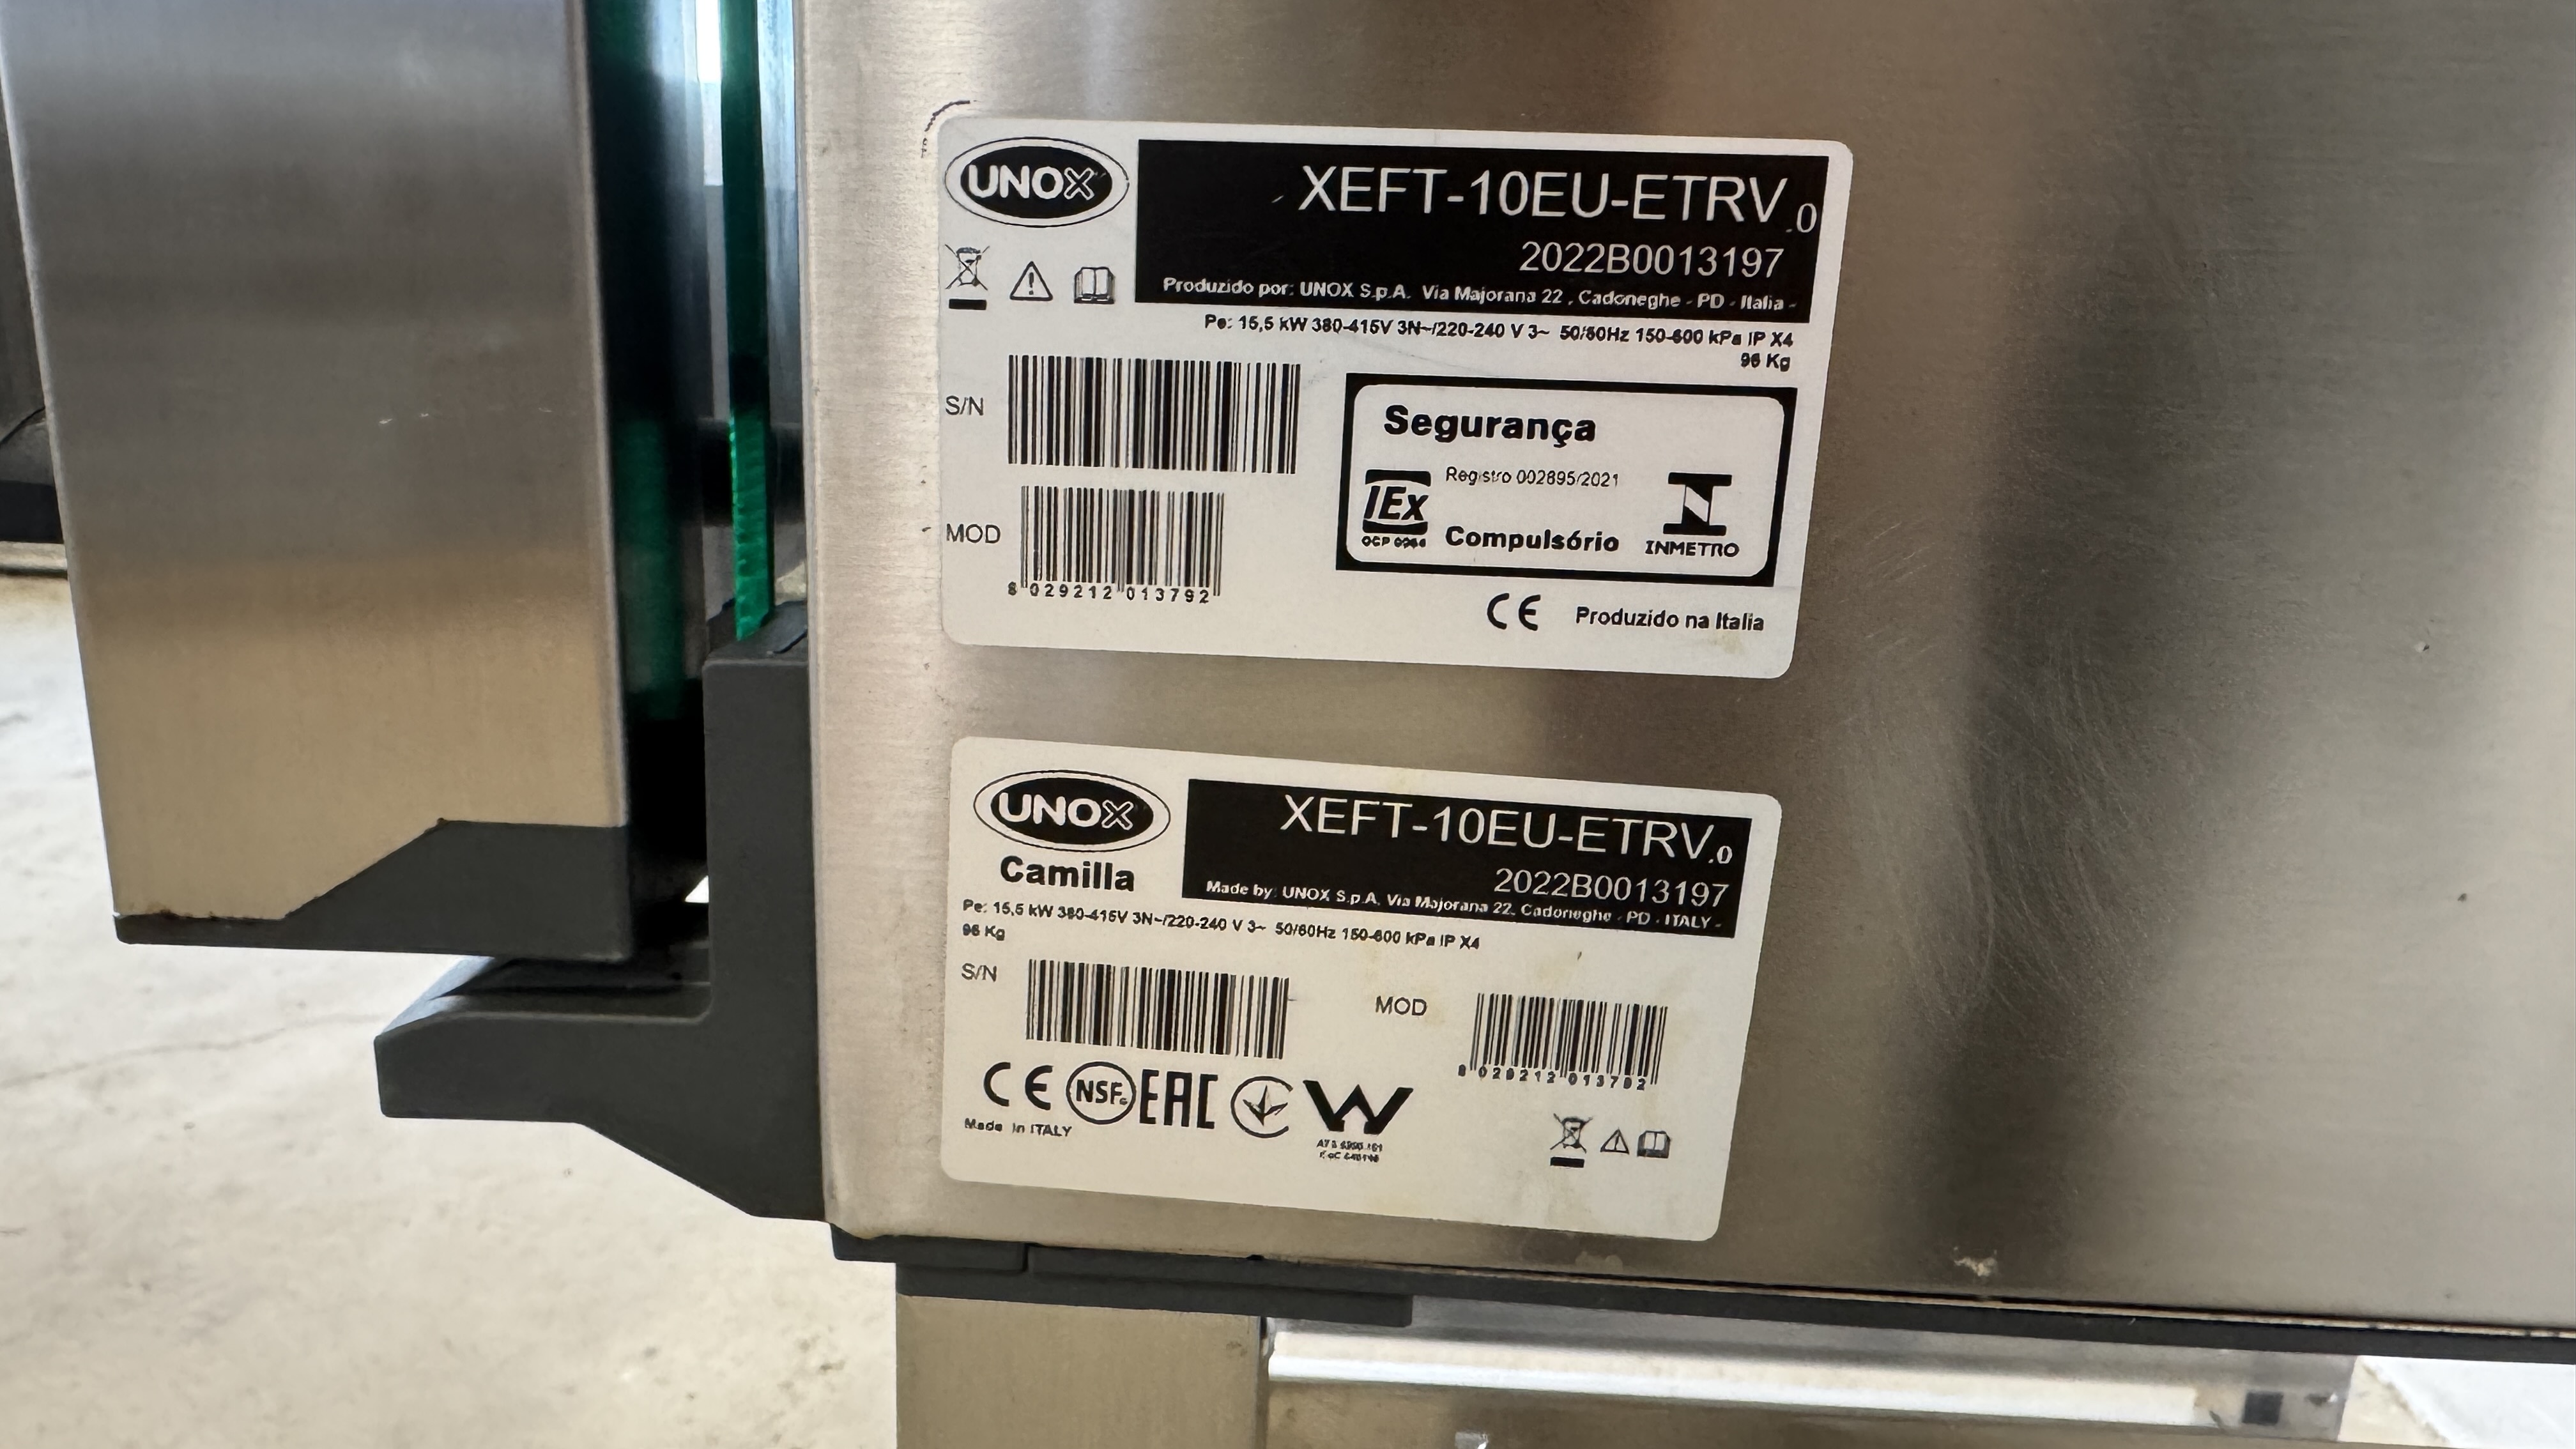 UNOX
XEFT-10EU-ETRV.0
2022B0013197
Produzido por: UNOX S.p.A. Via Majorana 22 , Cadoneghe - PD - Italia -
Pe: 15,5 kW 380-415V 3N~/220-240 V 3~ 50/60Hz 150-600 kPa IP X4
96 Kg
S/N
Segurança
Registro 002895/2021
IEx
MOD
Compulsório
INMETRO
8 029212 013792
CE Produzido na Italia
UNOX
Camilla
XEFT-10EU-ETRV.0
2022B0013197
Made by: UNOX S.p.A. Via Majorana 22, Cadoneghe - PD - ITALY -
Pe: 15,5 kW 380-415V 3N~/220-240 V 3~ 50/60Hz 150-600 kPa IP X4
96 Kg
S/N
MOD
8 029212 013792
CE NSF EAC
Made in ITALY